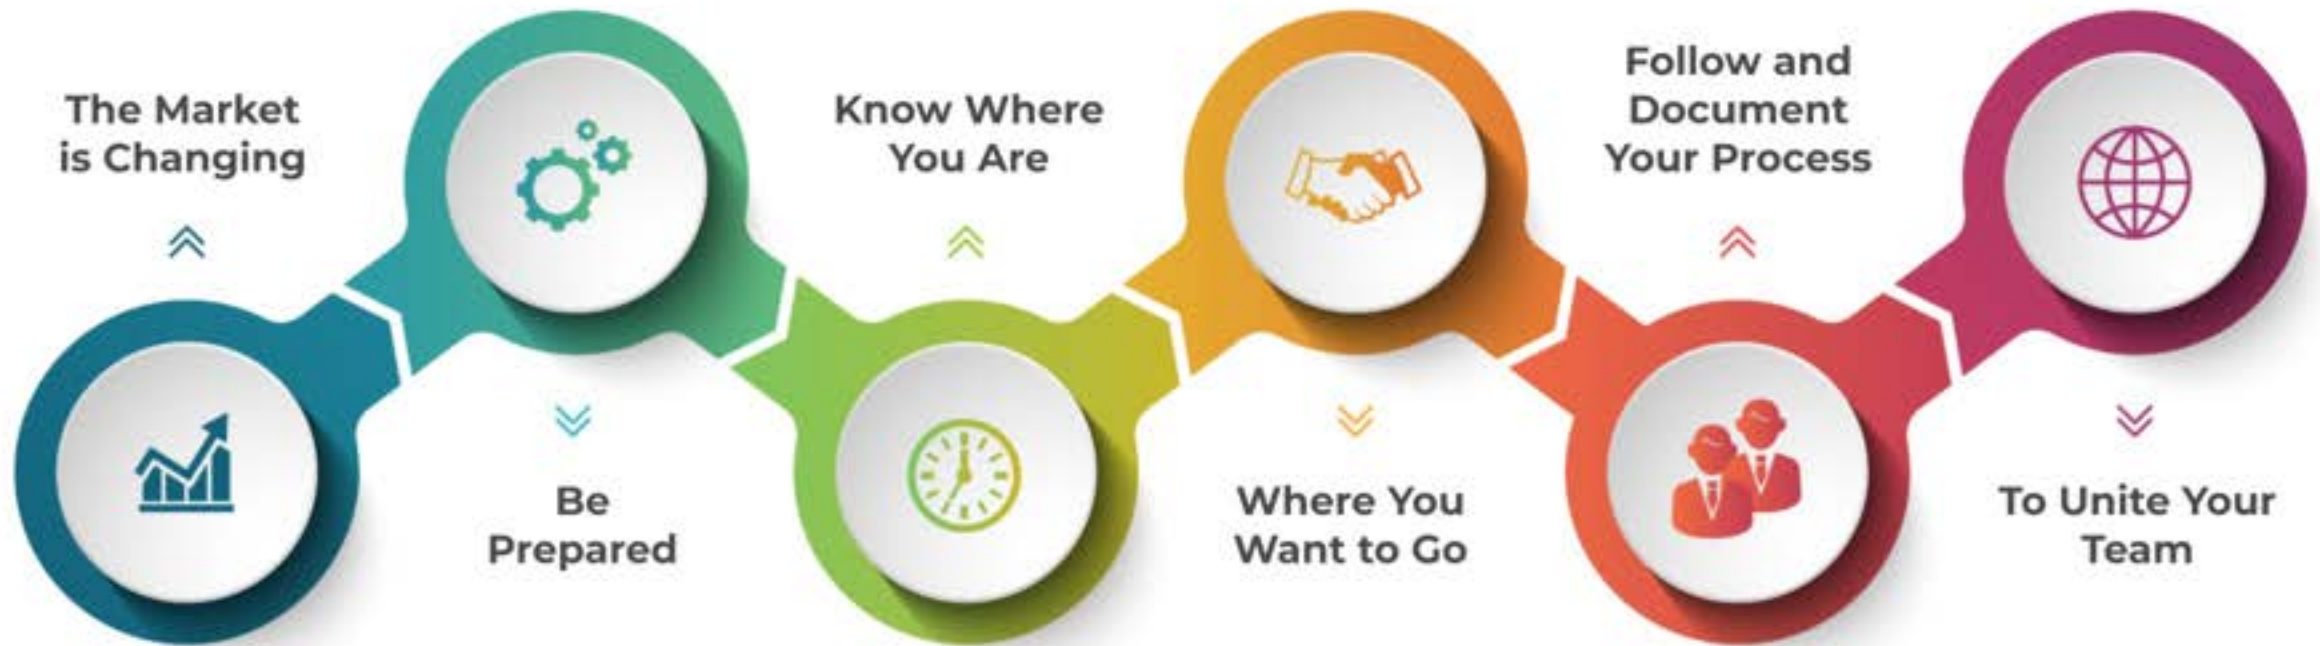 The Market
is Changing
Be
Prepared
Know Where
You Are
Where You
Want to Go
Follow and
Document
Your Process
To Unite Your
Team